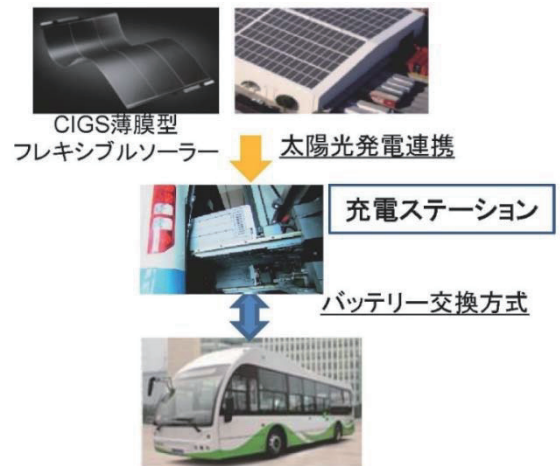 CIGS薄膜型
フレキシブルソーラー
太陽光発電連携
充電ステーション
バッテリー交換方式